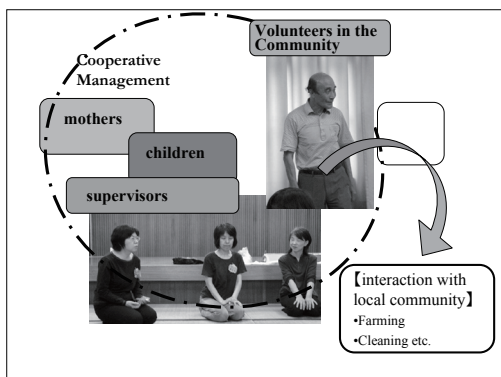 Volunteers in the
Community
Cooperative
Management
mothers
children
supervisors
【interaction with
local community】
•Farming
•Cleaning etc.